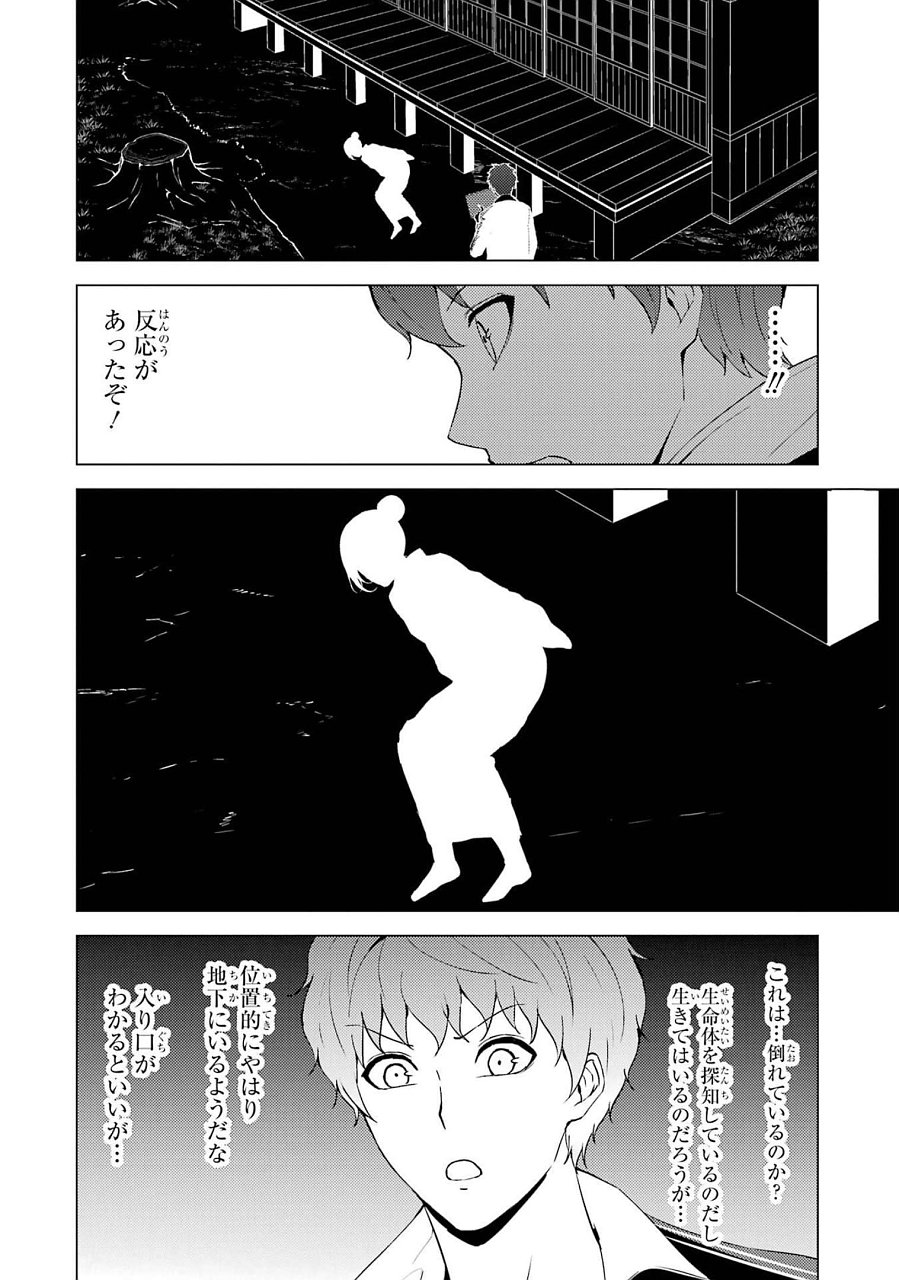 ………!!
反応が
あったぞ！
これは…倒れているのか？
生命体を探知しているのだし
生きてはいるのだろうが…
位置的にやはり
地下にいるようだな
入り口が
わかるといいが…